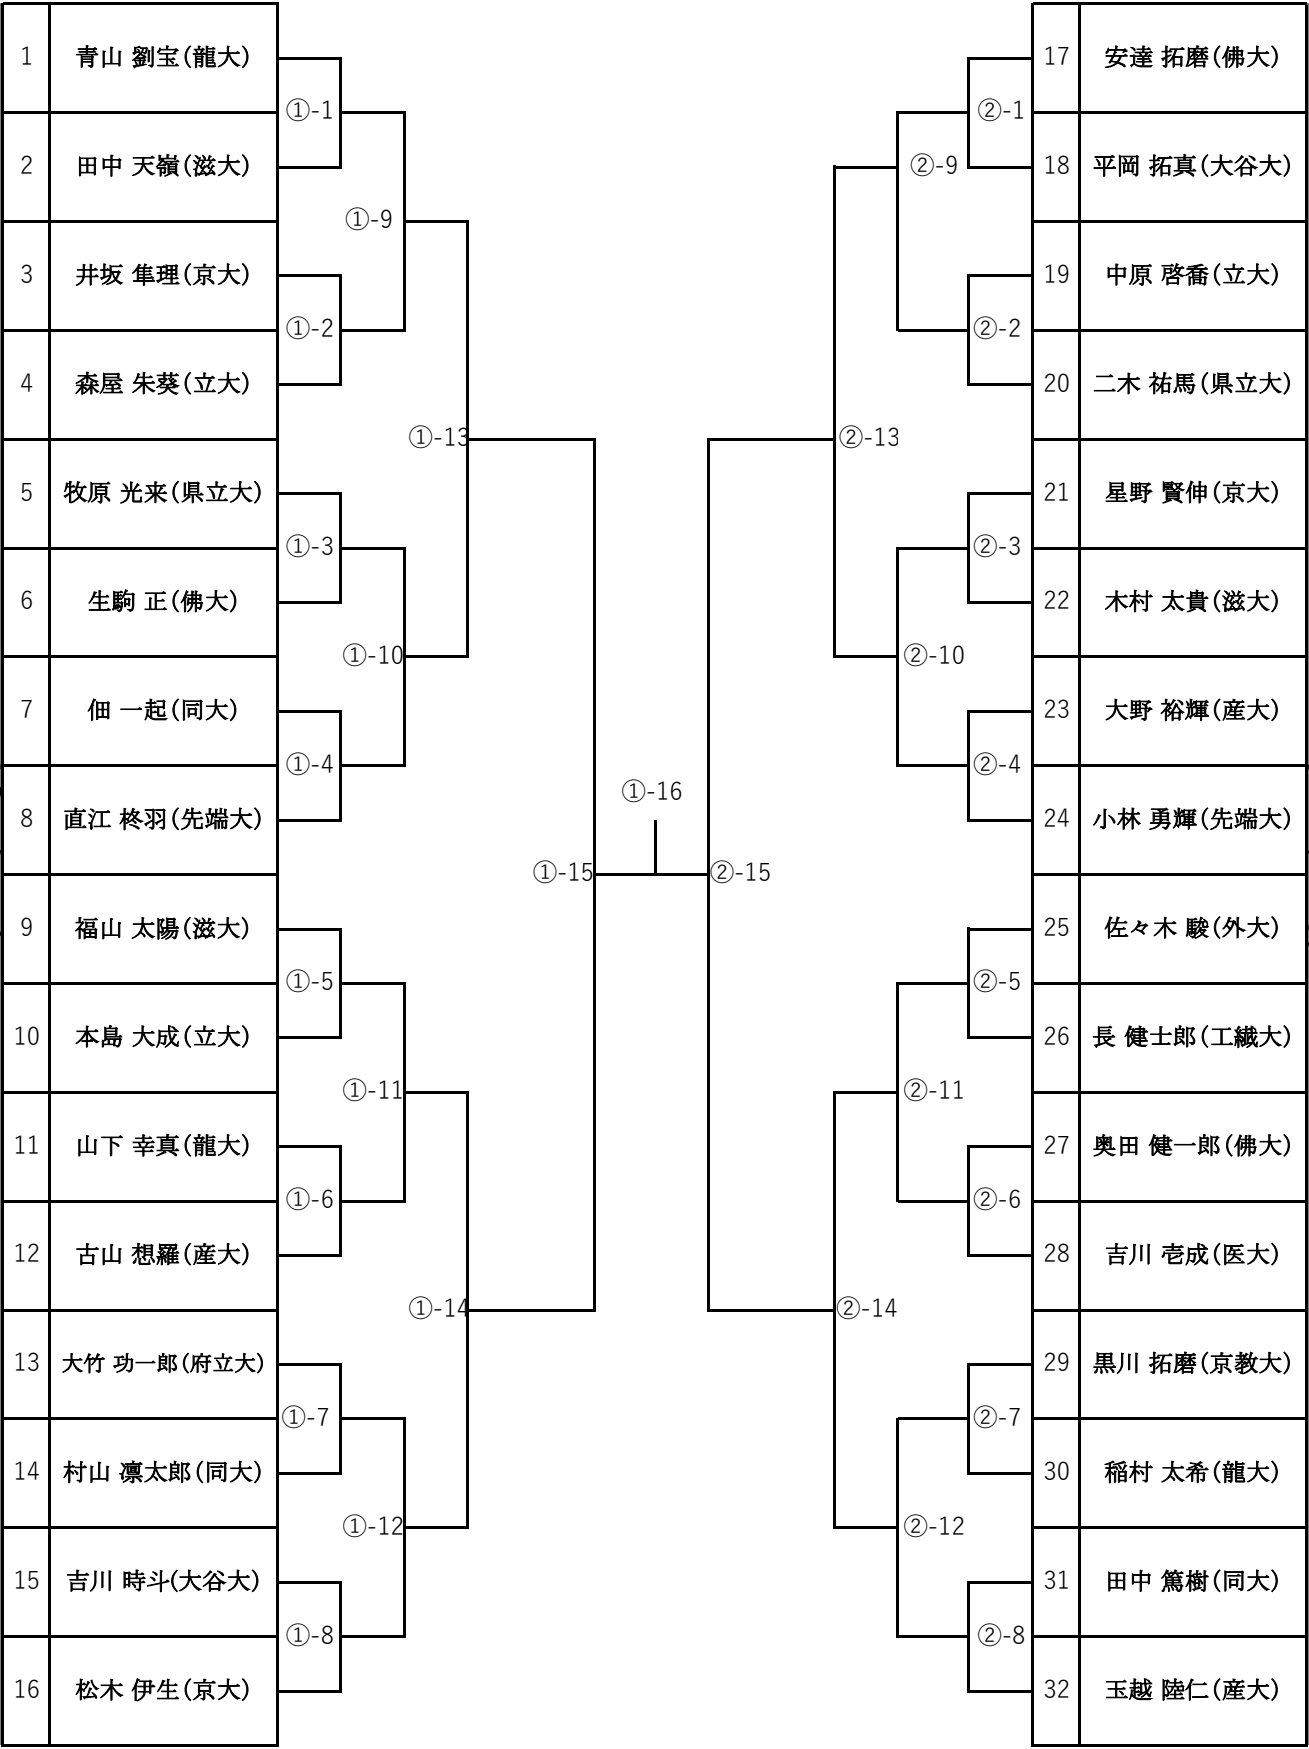 1 青山 劉宝(龍大)
①-1
2 田中 天嶺(滋大)
①-9
3 井坂 隼理(京大)
①-2
4 森屋 朱葵(立大)
①-13
5 牧原 光来(県立大)
①-3
6 生駒 正(佛大)
①-10
7 佃 一起(同大)
①-4
8 直江 柊羽(先端大)
①-15
9 福山 太陽(滋大)
①-5
10 本島 大成(立大)
①-11
11 山下 幸真(龍大)
①-6
12 古山 想羅(産大)
①-14
13 大竹 功一郎(府立大)
①-7
14 村山 凛太郎(同大)
①-12
15 吉川 時斗(大谷大)
①-8
16 松木 伊生(京大)
①-16
17 安達 拓磨(佛大)
②-1
18 平岡 拓真(大谷大)
②-9
19 中原 啓喬(立大)
②-2
20 二木 祐馬(県立大)
②-13
21 星野 賢伸(京大)
②-3
22 木村 太貴(滋大)
②-10
23 大野 裕輝(産大)
②-4
24 小林 勇輝(先端大)
②-15
25 佐々木 駿(外大)
②-5
26 長 健士郎(工繊大)
②-11
27 奥田 健一郎(佛大)
②-6
28 吉川 壱成(医大)
②-14
29 黒川 拓磨(京教大)
②-7
30 稲村 太希(龍大)
②-12
31 田中 篤樹(同大)
②-8
32 玉越 陸仁(産大)